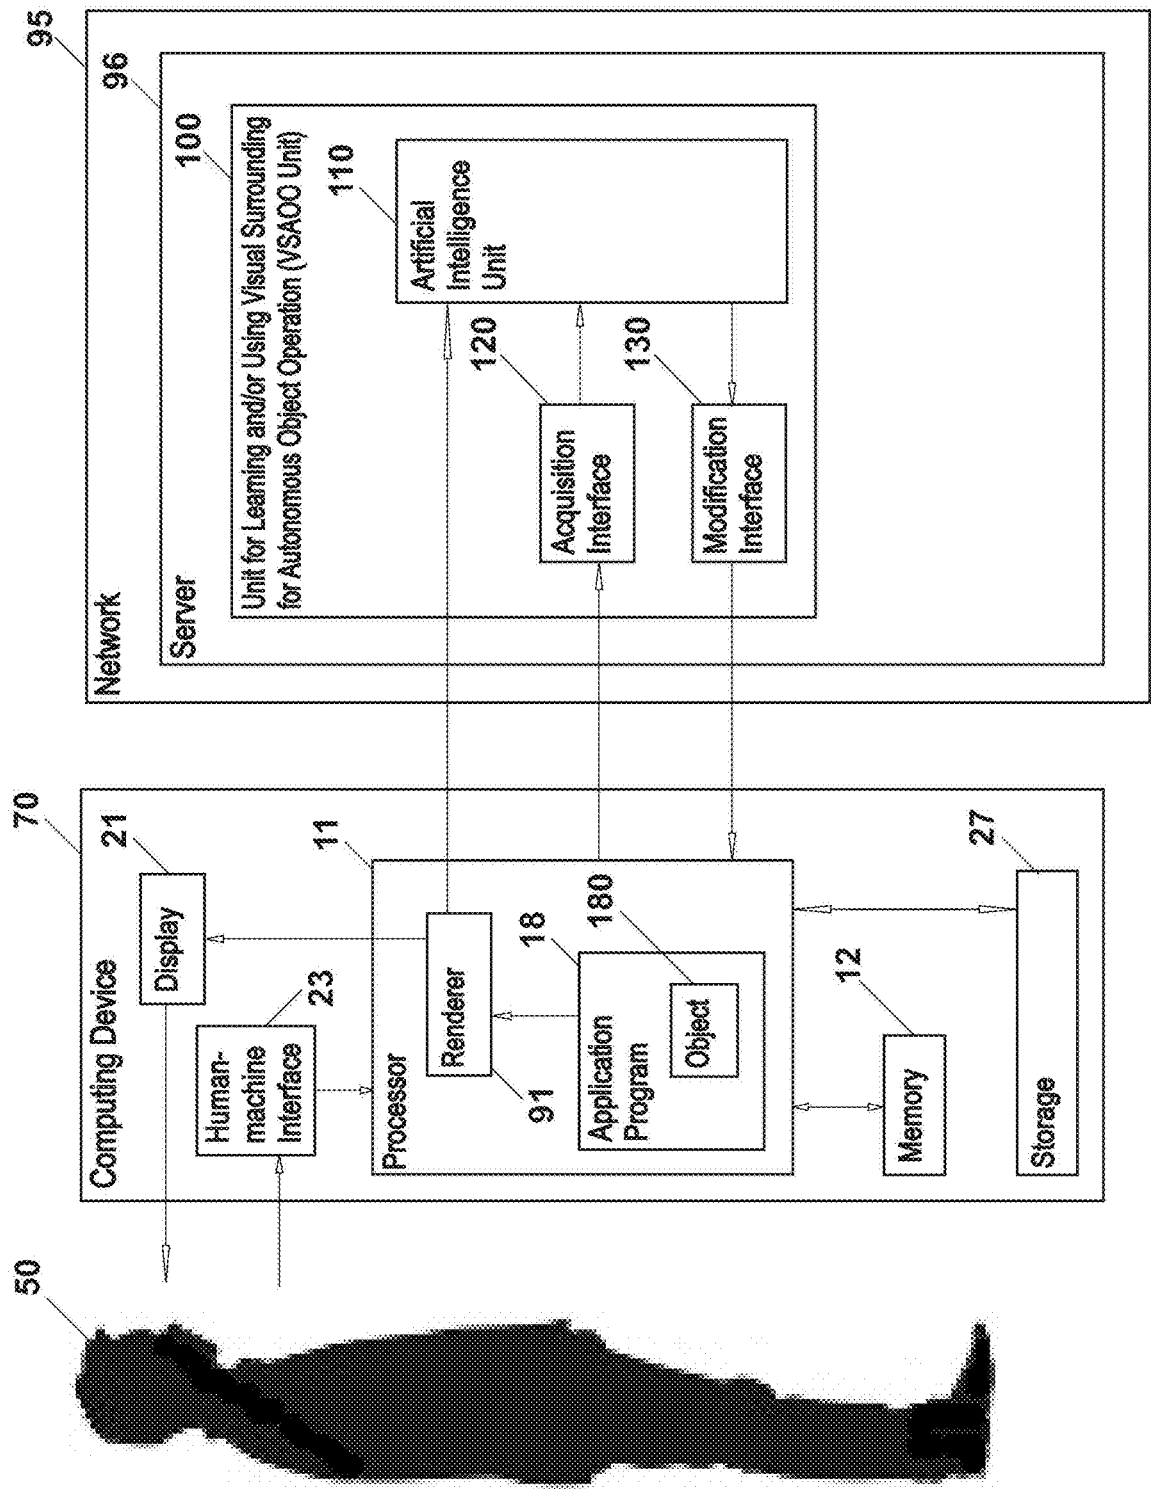 50
Computing Device
70
Display
21
Human-
machine
Interface
23
Processor
11
Renderer
91
Application
Program
18
Object
180
Memory
12
Storage
27
Network
95
Server
96
Unit for Learning and/or Using Visual Surrounding
for Autonomous Object Operation (VSAOO Unit)
100
Artificial
Intelligence
Unit
110
Acquisition
Interface
120
Modification
Interface
130